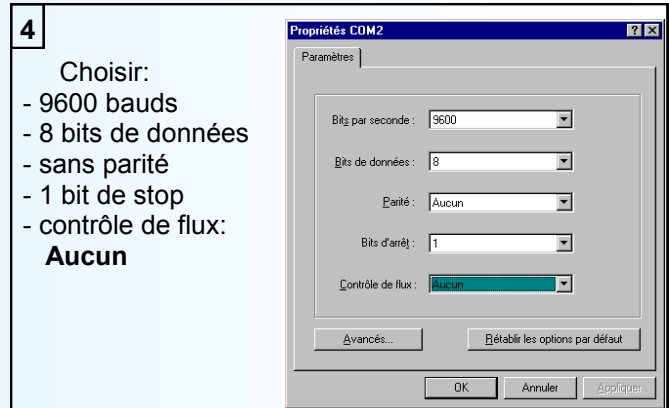 4
Choisir:
- 9600 bauds
- 8 bits de données
- sans parité
- 1 bit de stop
- contrôle de flux:
Aucun
Propriétés COM2
Paramètres
Bits par seconde : 9600
Bits de données : 8
Parité : Aucun
Bits d'arrêt : 1
Contrôle de flux : Aucun
Avancés... Rétablir les options par défaut
OK Annuler Appliquer